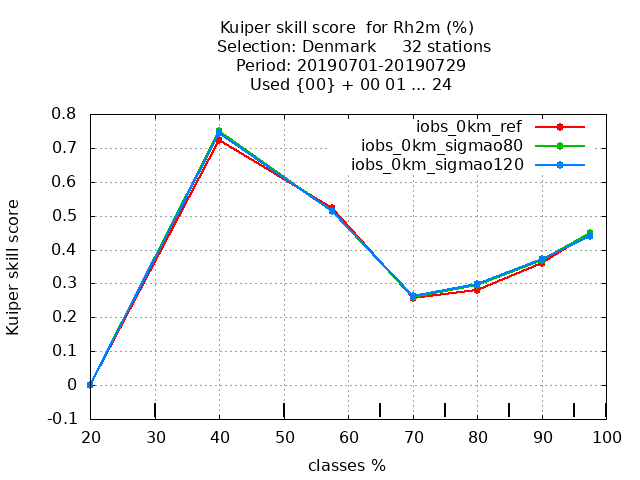 Kuiper skill score  for Rh2m (%)
Selection: Denmark     32 stations
Period: 20190701-20190729
Used {00} + 00 01 ... 24
iobs_0km_ref
iobs_0km_sigmao80
iobs_0km_sigmao120
Kuiper skill score
0.8
0.7
0.6
0.5
0.4
0.3
0.2
0.1
0
-0.1
20 30 40 50 60 70 80 90 100
classes %